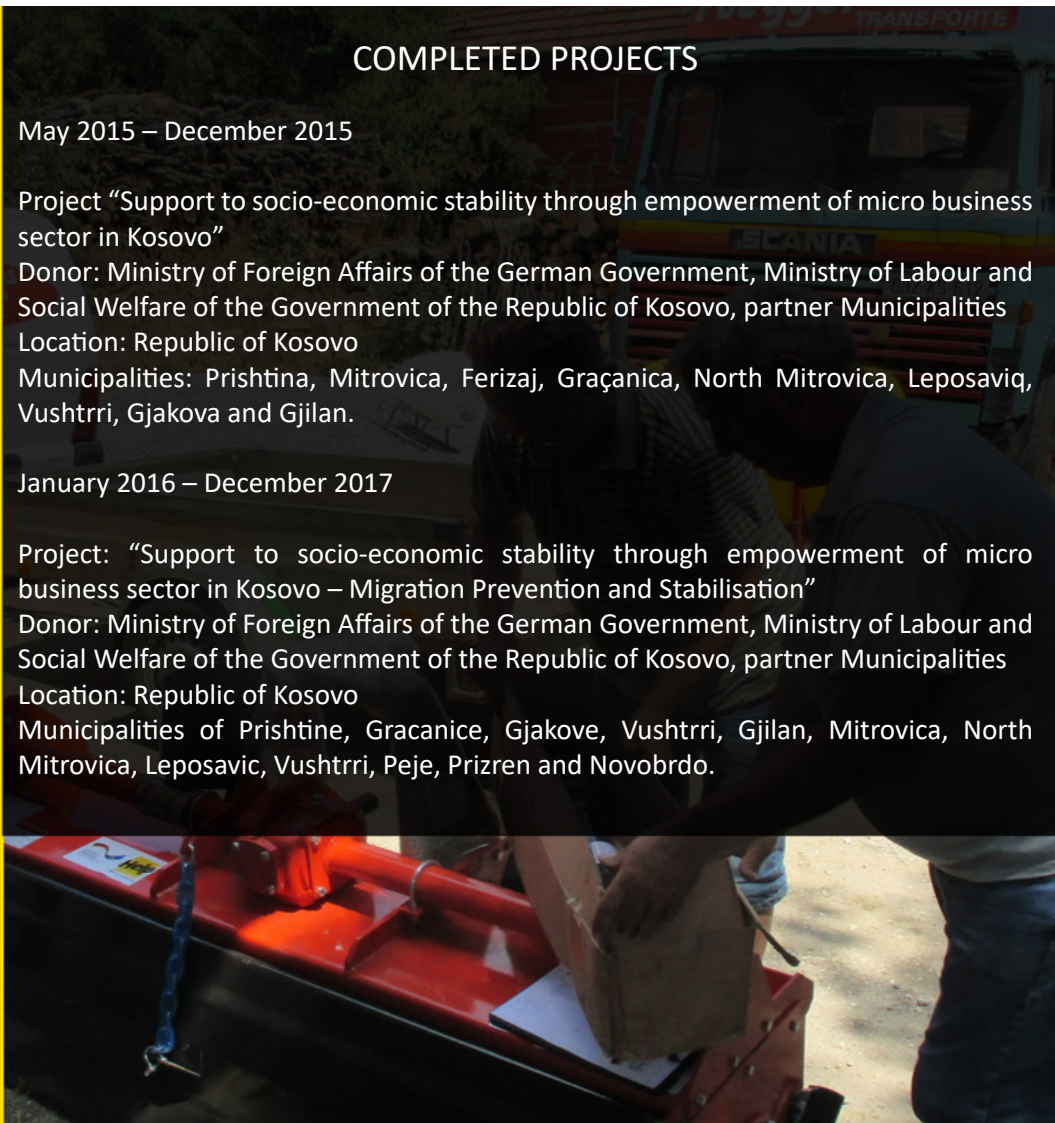 TRANSPORTE
COMPLETED PROJECTS
May 2015 – December 2015
Project “Support to socio-economic stability through empowerment of micro business
sector in Kosovo”
SCANIA
Donor: Ministry of Foreign Affairs of the German Government, Ministry of Labour and
Social Welfare of the Government of the Republic of Kosovo, partner Municipalities
Location: Republic of Kosovo
Municipalities: Prishtina, Mitrovica, Ferizaj, Graçanica, North Mitrovica, Leposaviq,
Vushtrri, Gjakova and Gjilan.
January 2016 – December 2017
Project: “Support to socio-economic stability through empowerment of micro
business sector in Kosovo – Migration Prevention and Stabilisation”
Donor: Ministry of Foreign Affairs of the German Government, Ministry of Labour and
Social Welfare of the Government of the Republic of Kosovo, partner Municipalities
Location: Republic of Kosovo
Municipalities of Prishtine, Gracanice, Gjakove, Vushtrri, Gjilan, Mitrovica, North
Mitrovica, Leposavic, Vushtrri, Peje, Prizren and Novobrdo.
Help